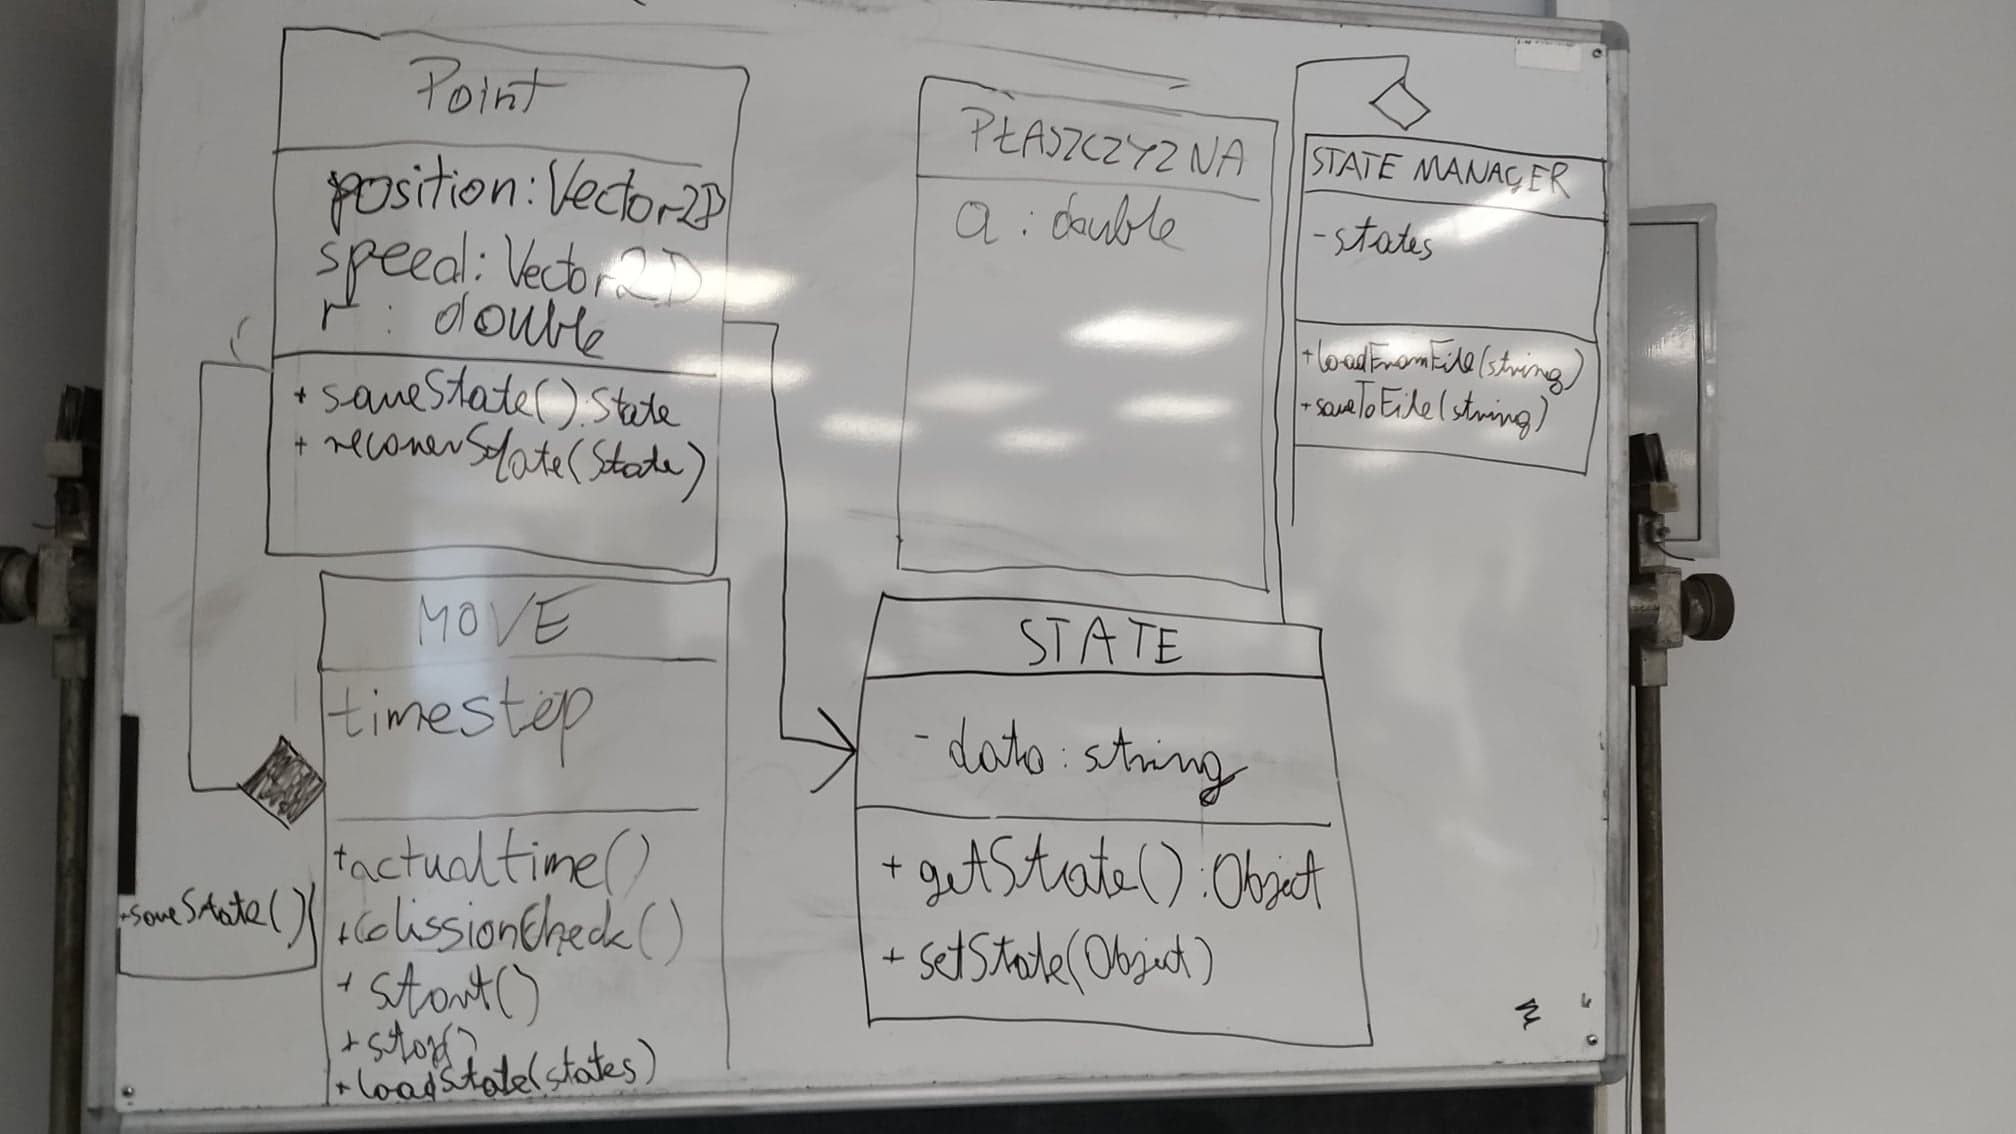 Point
position: Vector2D
speed: Vector2D
r : double
+ saveState(): State
+ recoverState(State)
PŁASZCZYZNA
a : double
STATE MANAGER
- states
+ loadFromFile(string)
+ saveToFile(string)
MOVE
timestep
+ actualtime()
+ colissionCheck()
+ start()
+ stop()
+ loadState(states)
+ saveState()
STATE
- data: string
+ getState(): Object
+ setState(Object)